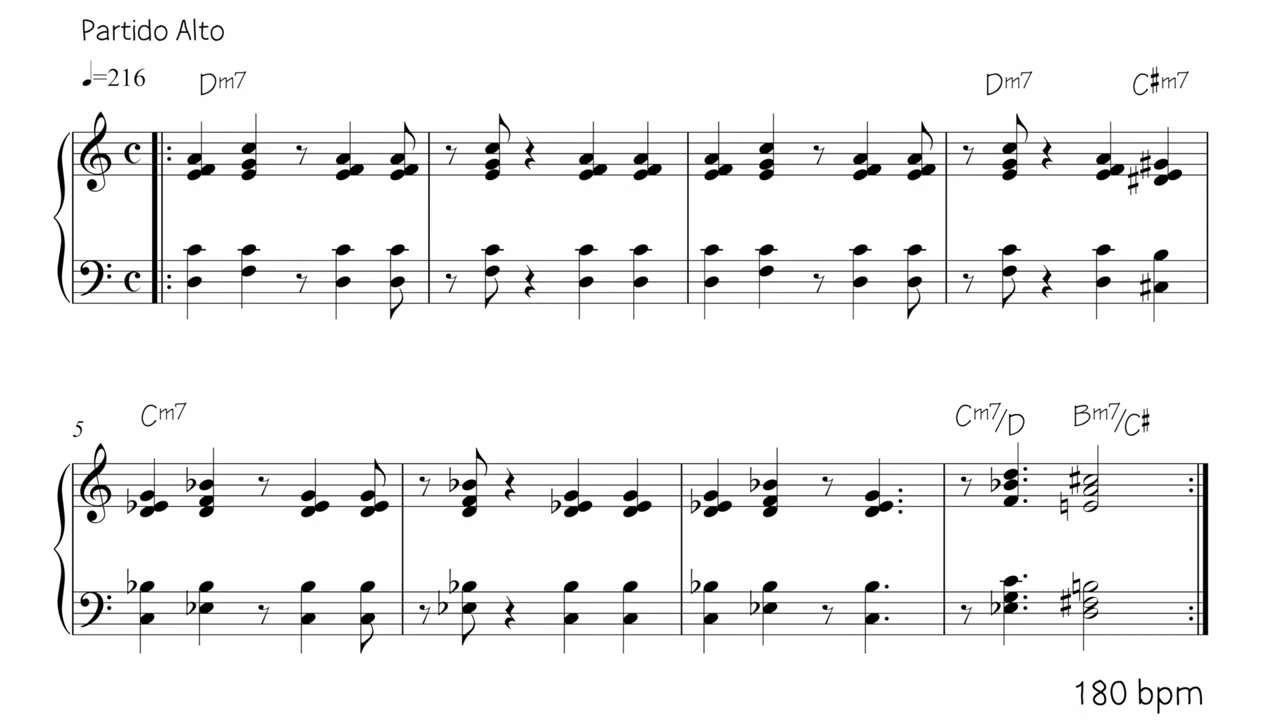 Partido Alto
♩=216
Dm7 Dm7 C♯m7
5
Cm7 Cm7/D Bm7/C♯
180 bpm